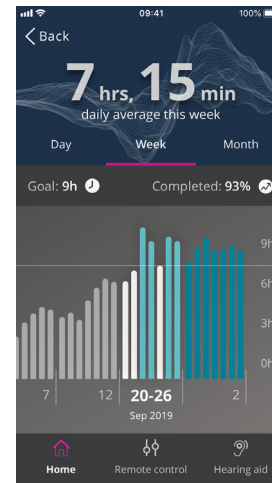 09:41 100%
Back
7 hrs, 15 min
daily average this week
Day Week Month
Goal: 9h Completed: 93%
9h
6h
3h
0h
7 12 20-26 2
Sep 2019
Home Remote control Hearing aid